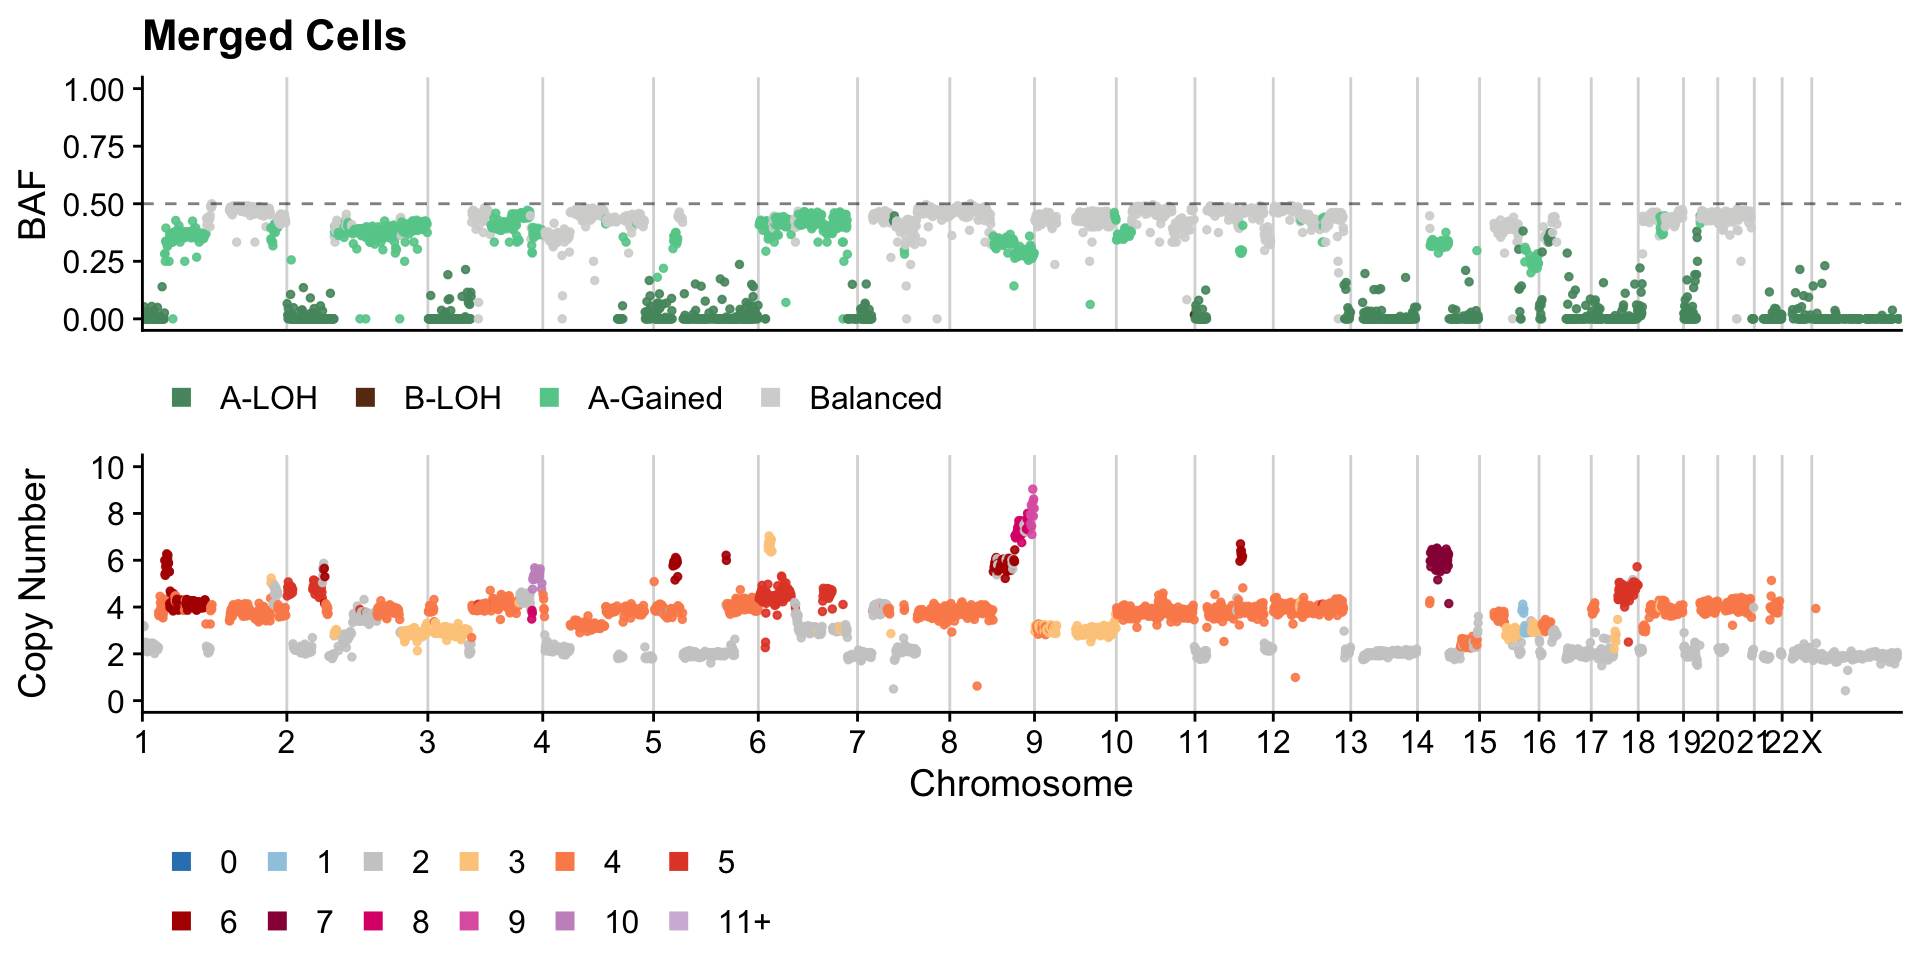 Merged Cells
1.00
0.75
0.50
0.25
0.00
BAF
A-LOH B-LOH A-Gained Balanced
10
8
6
4
2
0
Copy Number
1 2 3 4 5 6 7 8 9 10 11 12 13 14 15 16 17 18 19 20 21 22 X
Chromosome
0 1 2 3 4 5
6 7 8 9 10 11+